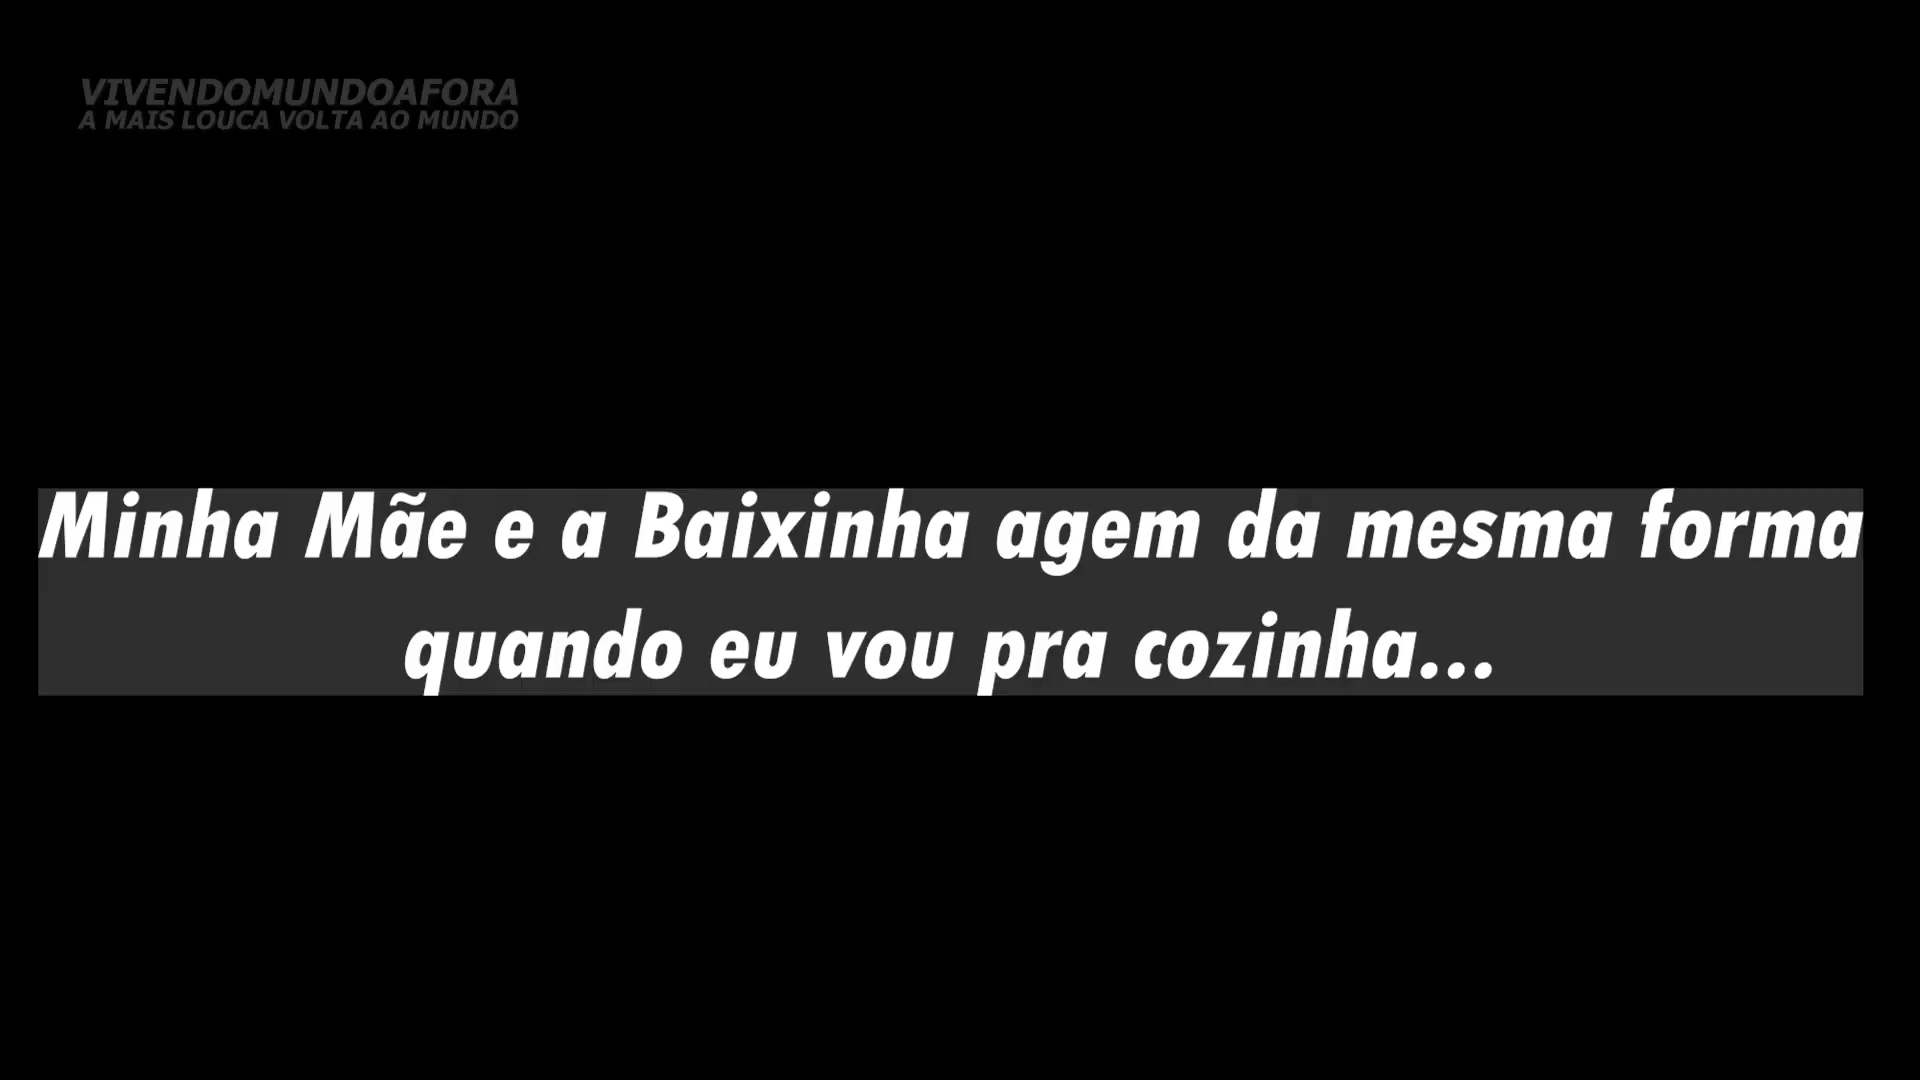 VIVENDOMUNDOAFORA
A MAIS LOUCA VOLTA AO MUNDO
Minha Mãe e a Baixinha agem da mesma forma
quando eu vou pra cozinha...